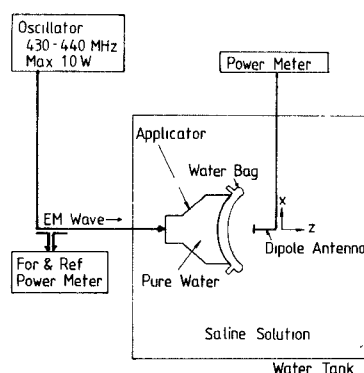 Oscillator
430-440 MHz
Max 10 W
Power Meter
Applicator
Water Bag
EM Wave→
x
z
Dipole Antenna
For & Ref
Power Meter
Pure Water
Saline Solution
Water Tank